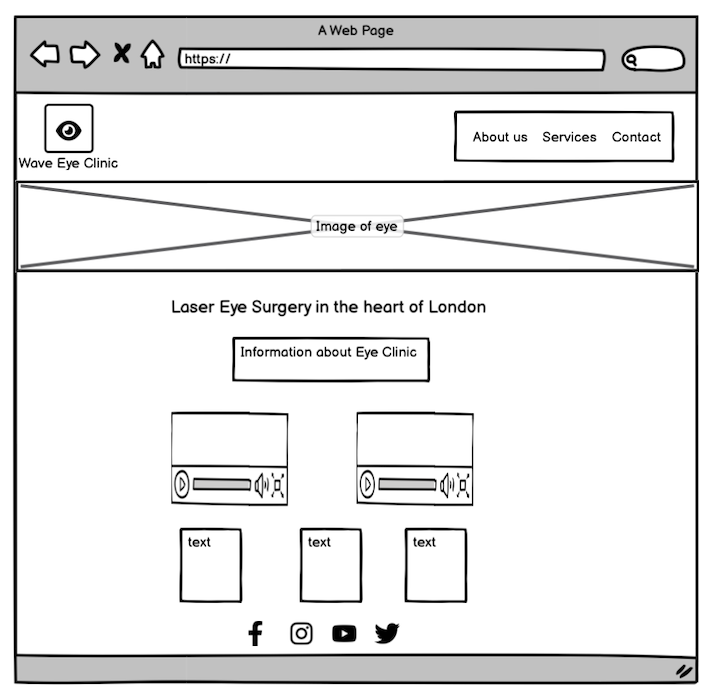 A Web Page
https://
Wave Eye Clinic
About us Services Contact
Image of eye
Laser Eye Surgery in the heart of London
Information about Eye Clinic
text text text